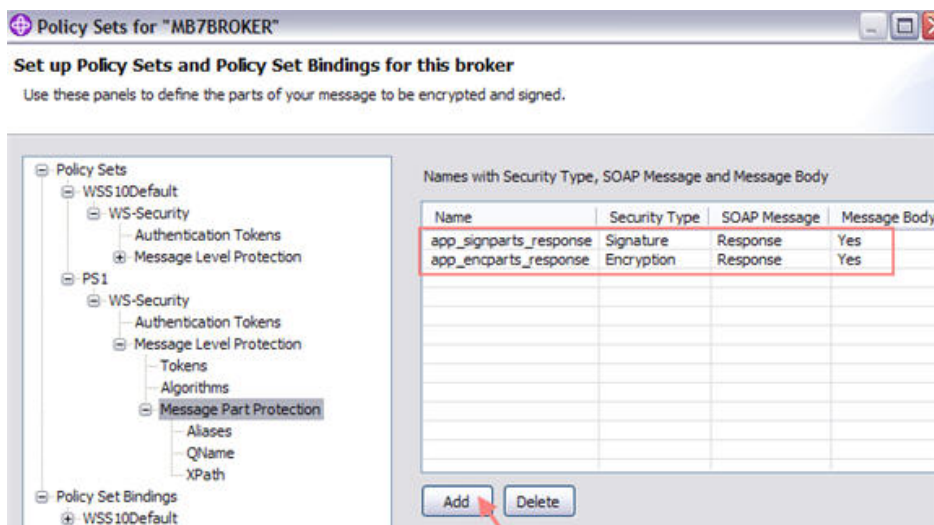 Policy Sets for "MB7BROKER"
Set up Policy Sets and Policy Set Bindings for this broker
Use these panels to define the parts of your message to be encrypted and signed.
Policy Sets
WSS10Default
WS-Security
Authentication Tokens
Message Level Protection
PS1
WS-Security
Authentication Tokens
Message Level Protection
Tokens
Algorithms
Message Part Protection
Aliases
QName
XPath
Policy Set Bindings
WSS10Default
Names with Security Type, SOAP Message and Message Body
Name Security Type SOAP Message Message Body
app_signparts_response Signature Response Yes
app_encparts_response Encryption Response Yes
Add Delete